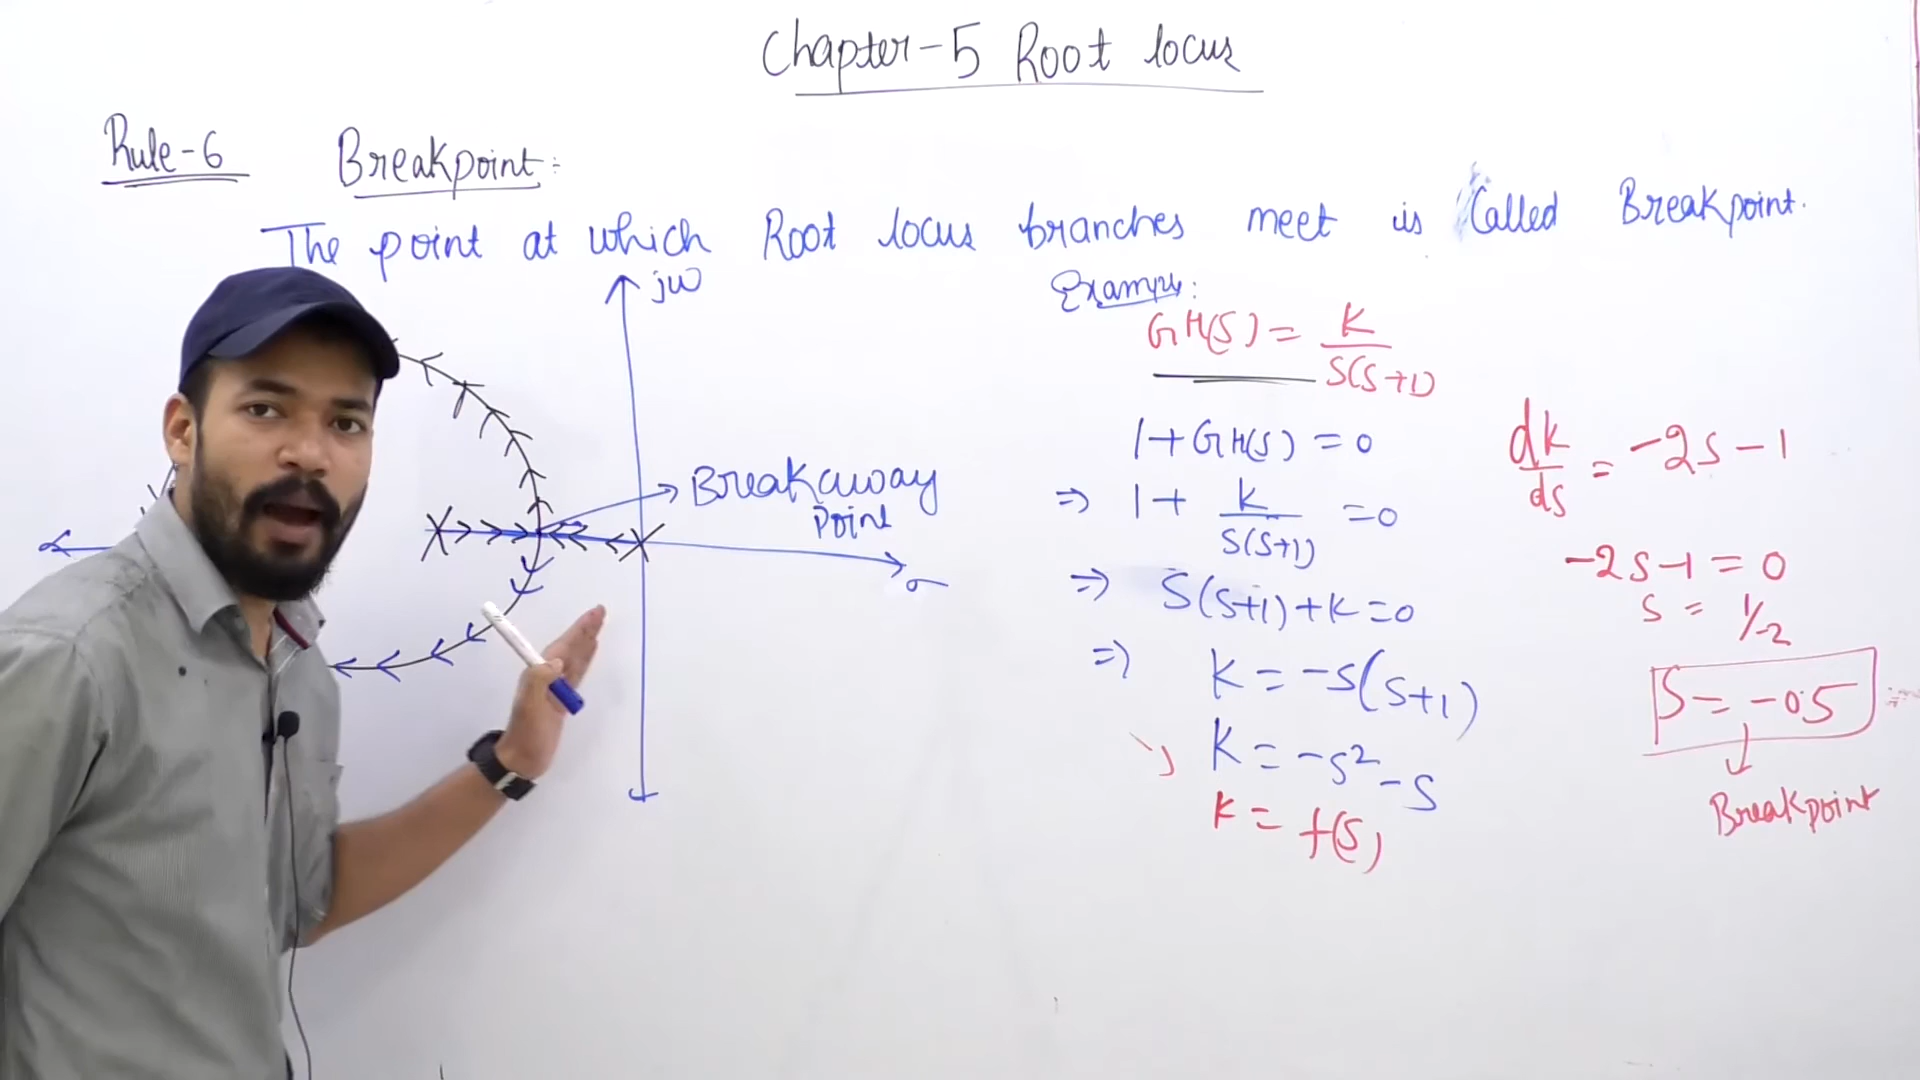 Chapter-5 Root locus
Rule-6 Breakpoint:
The point at which Root locus branches meet is Called Breakpoint.
jω
Breakaway
Point
σ
Example:
GH(S) = K / S(S+1)
1+GH(S) = 0
⇒ 1 + K / S(S+1) = 0
⇒ S(S+1)+K=0
⇒ K = -S(S+1)
K = -S² - S
K = f(S)
dK/dS = -2S-1
-2S-1 = 0
S = 1/-2
S = -0.5
Breakpoint